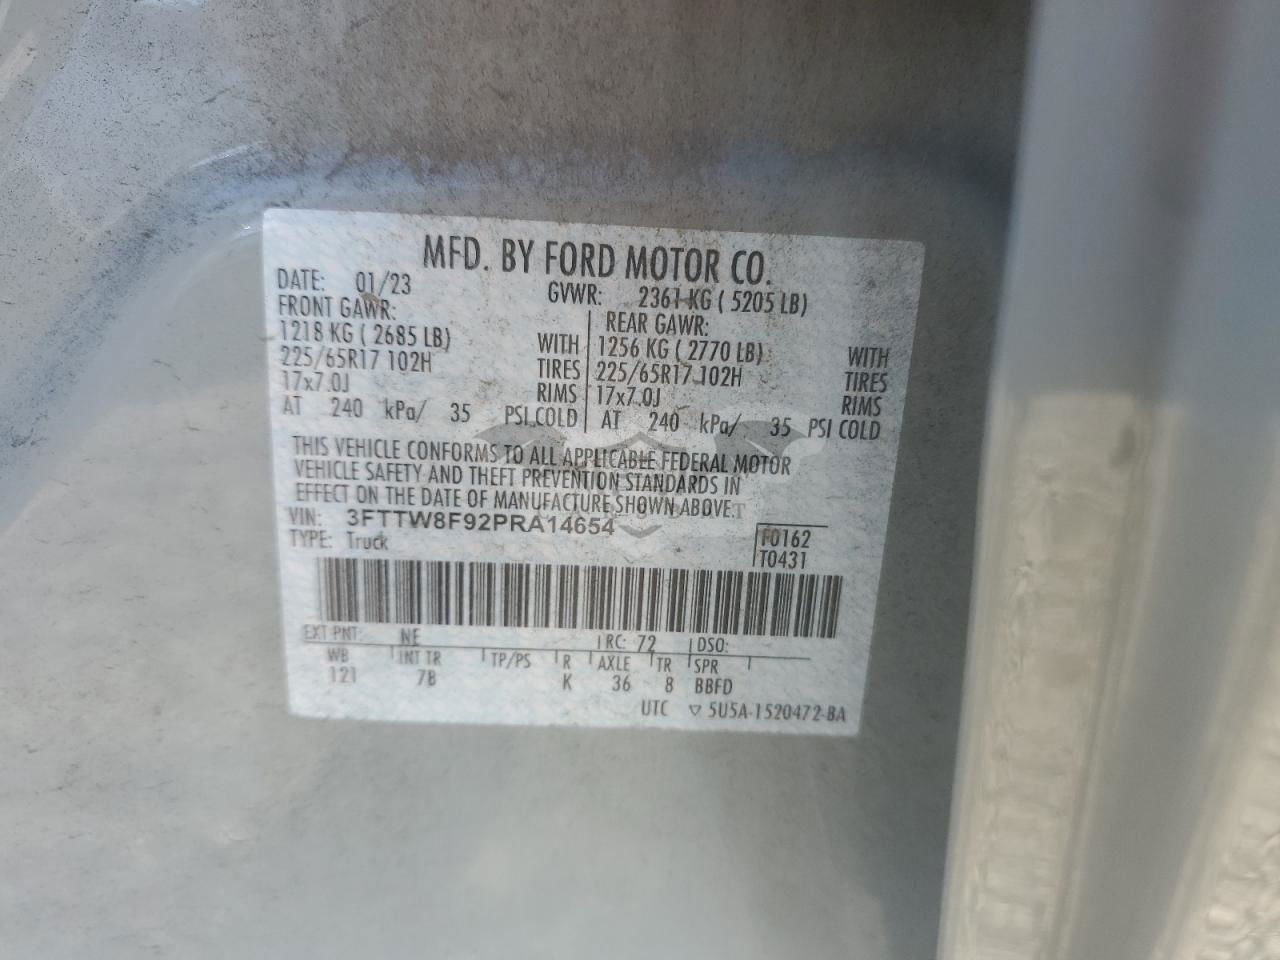 MFD. BY FORD MOTOR CO.
DATE: 01/23 GVWR: 2361 KG ( 5205 LB)
FRONT GAWR: REAR GAWR:
1218 KG ( 2685 LB) WITH 1256 KG ( 2770 LB) WITH
225/65R17 102H TIRES 225/65R17 102H TIRES
17x7.0J RIMS 17x7.0J RIMS
AT 240 kPa/ 35 PSI COLD AT 240 kPa/ 35 PSI COLD
THIS VEHICLE CONFORMS TO ALL APPLICABLE FEDERAL MOTOR
VEHICLE SAFETY AND THEFT PREVENTION STANDARDS IN
EFFECT ON THE DATE OF MANUFACTURE SHOWN ABOVE.
VIN: 3FTTW8F92PRA14654
TYPE: Truck
F0162
T0431
EXT PNT: NE RC: 72 DSO:
WB INT TR TP/PS R AXLE TR SPR
121 7B K 36 8 BBFD
UTC ▽ 5U5A-1520472-BA